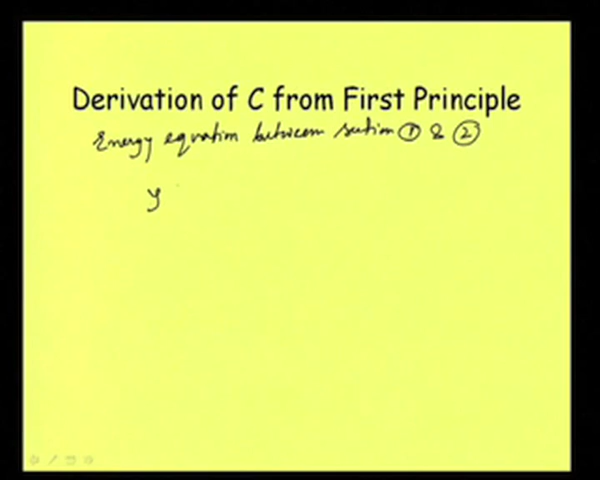 Derivation of C from First Principle
Energy equation between section ① & ②
y